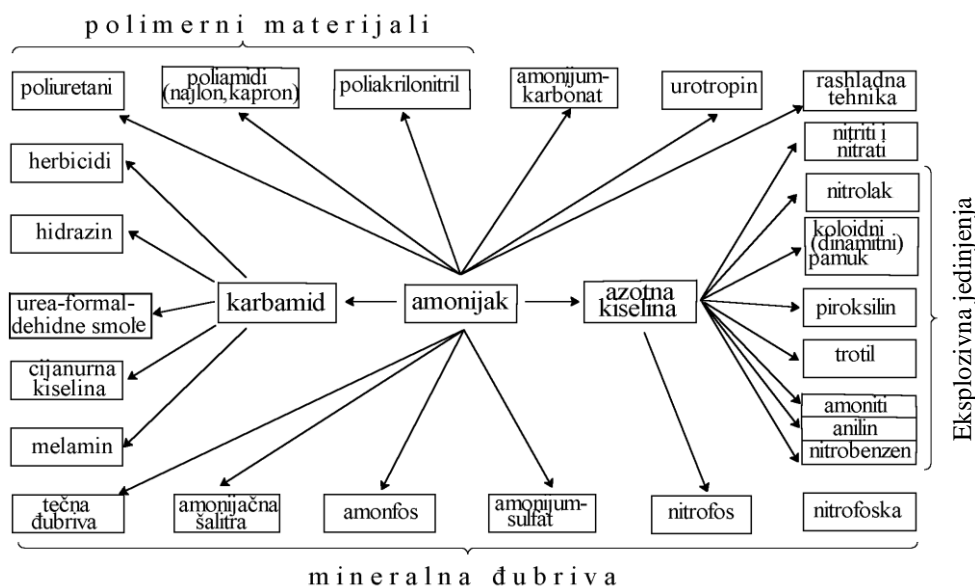 polimerni materijali
poliuretani
poliamidi
(najlon, kapron)
poliakrilonitril
amonijum-
karbonat
urotropin
rashladna
tehnika
herbicidi
nitriti i
nitrati
hidrazin
nitrolak
koloidni
(dinamitni)
pamuk
urea-formal-
dehidne smole
karbamid
amonijak
azotna
kiselina
piroksilin
cijanurna
kiselina
trotil
melamin
amoniti
anilin
nitrobenzen
tečna
đubriva
amonijačna
šalitra
amonfos
amonijum-
sulfat
nitrofos
nitrofoska
mineralna đubriva
Eksplozivna jedinjenja